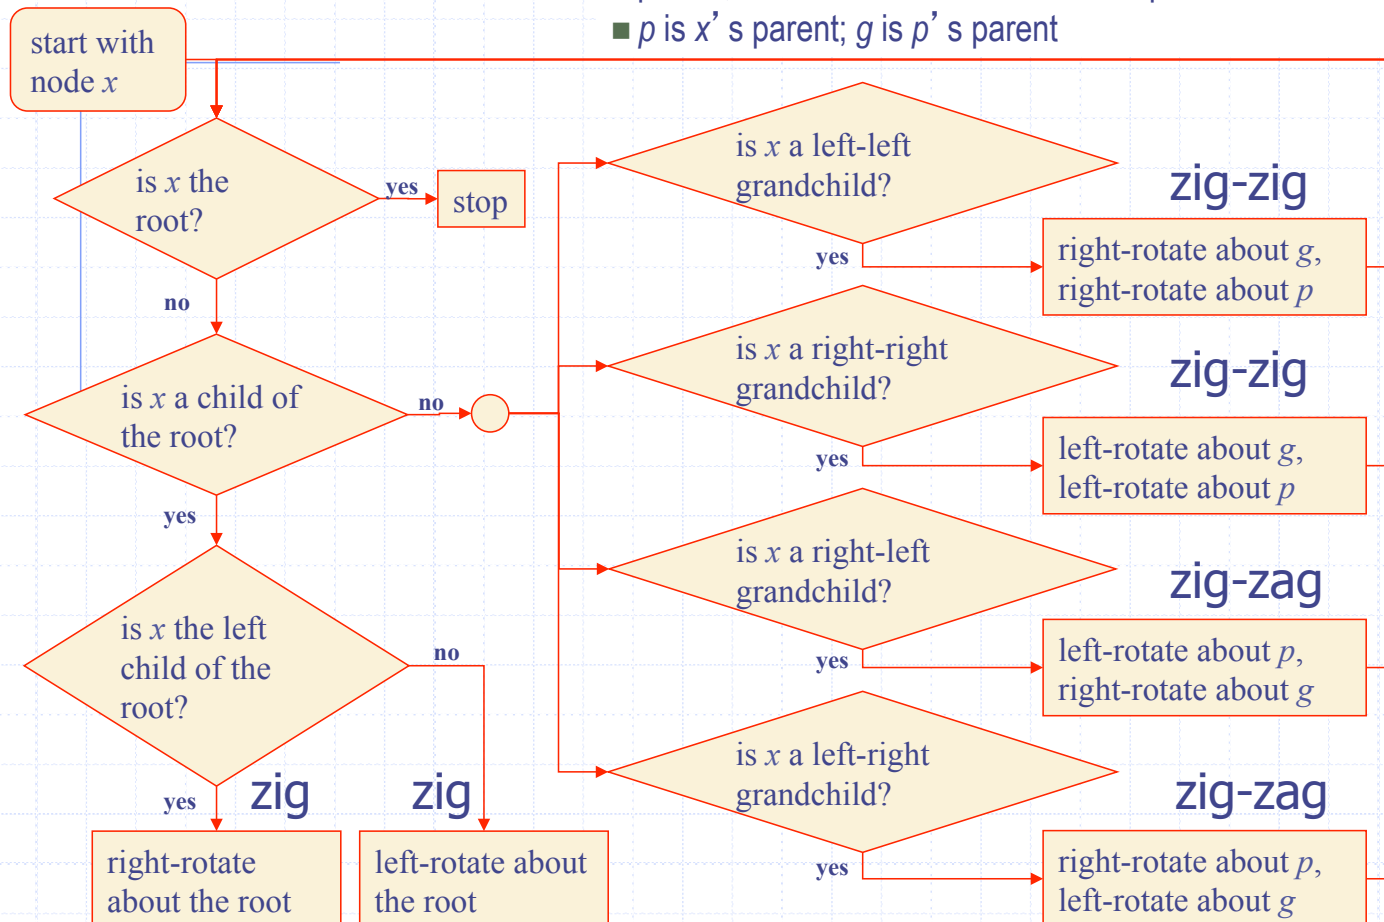 ■ p is x’ s parent; g is p’ s parent
start with
node x
is x the
root?
yes
stop
no
is x a child of
the root?
no
yes
is x the left
child of the
root?
no
yes
zig
zig
right-rotate
about the root
left-rotate about
the root
is x a left-left
grandchild?
yes
zig-zig
right-rotate about g,
right-rotate about p
is x a right-right
grandchild?
yes
zig-zig
left-rotate about g,
left-rotate about p
is x a right-left
grandchild?
yes
zig-zag
left-rotate about p,
right-rotate about g
is x a left-right
grandchild?
yes
zig-zag
right-rotate about p,
left-rotate about g